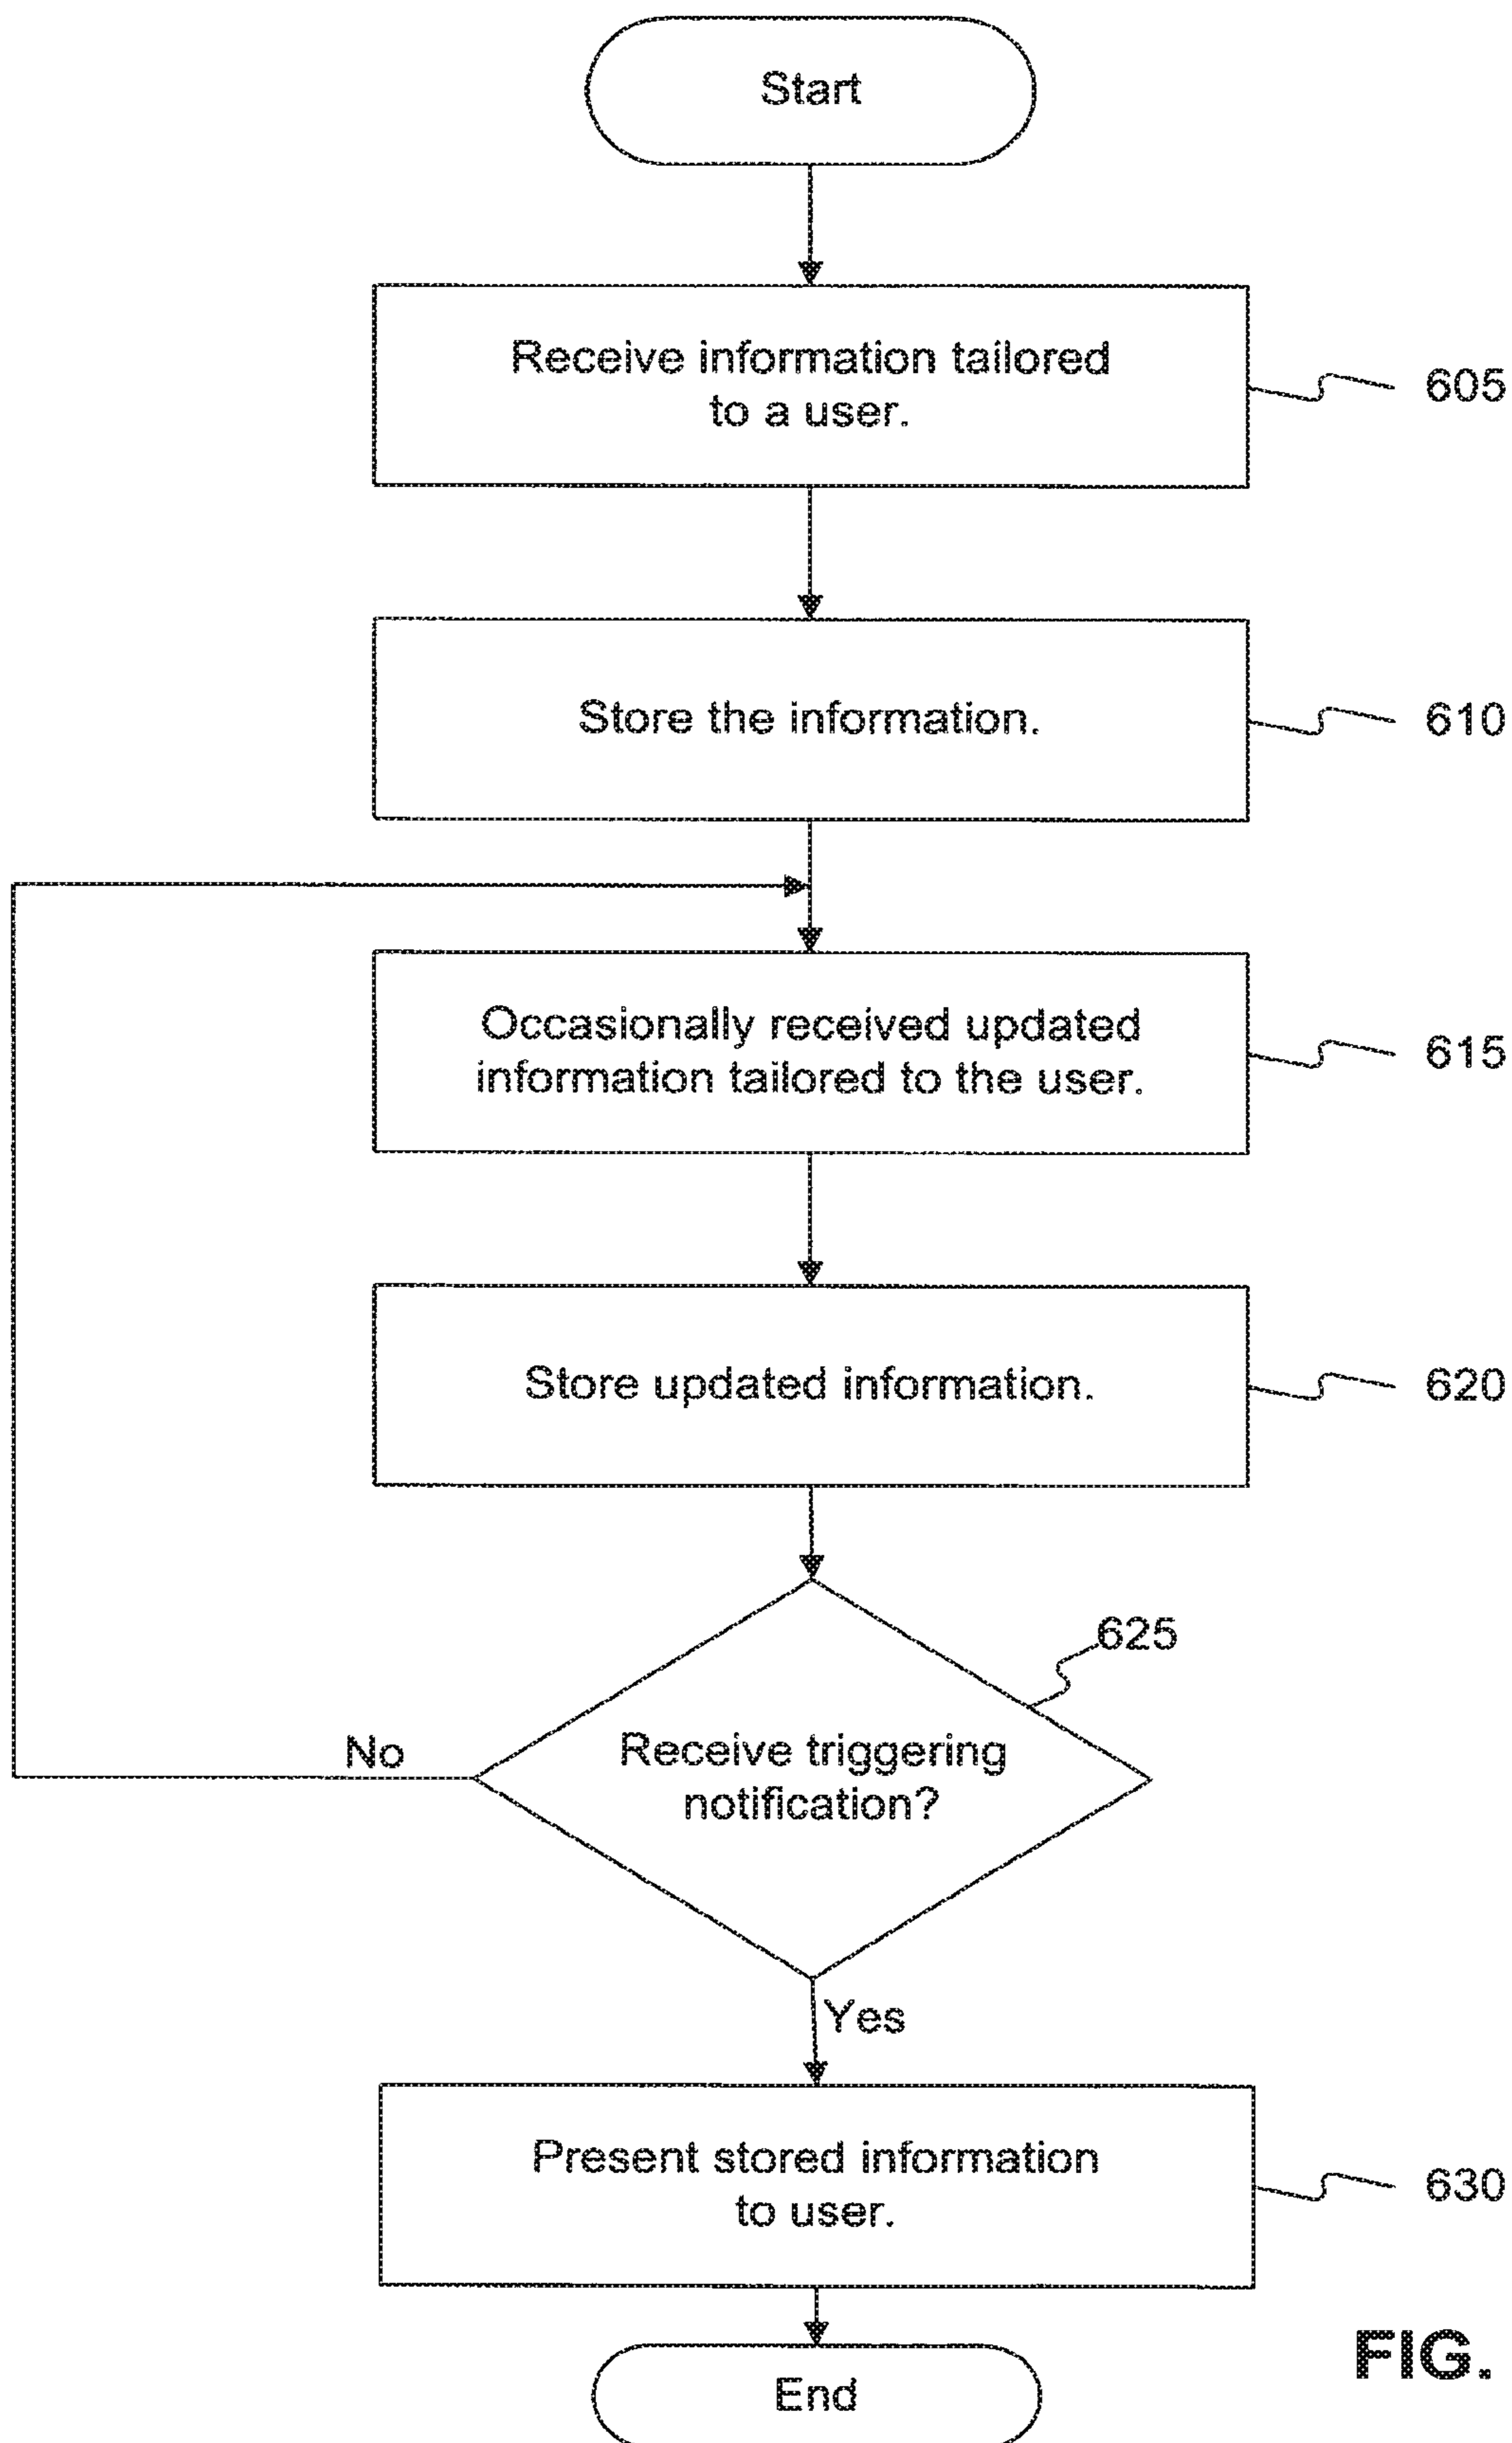 Start
Receive information tailored
to a user.
605
Store the information.
610
Occasionally received updated
information tailored to the user.
615
Store updated information.
620
625
Receive triggering
notification?
No
Yes
Present stored information
to user.
630
End
FIG.